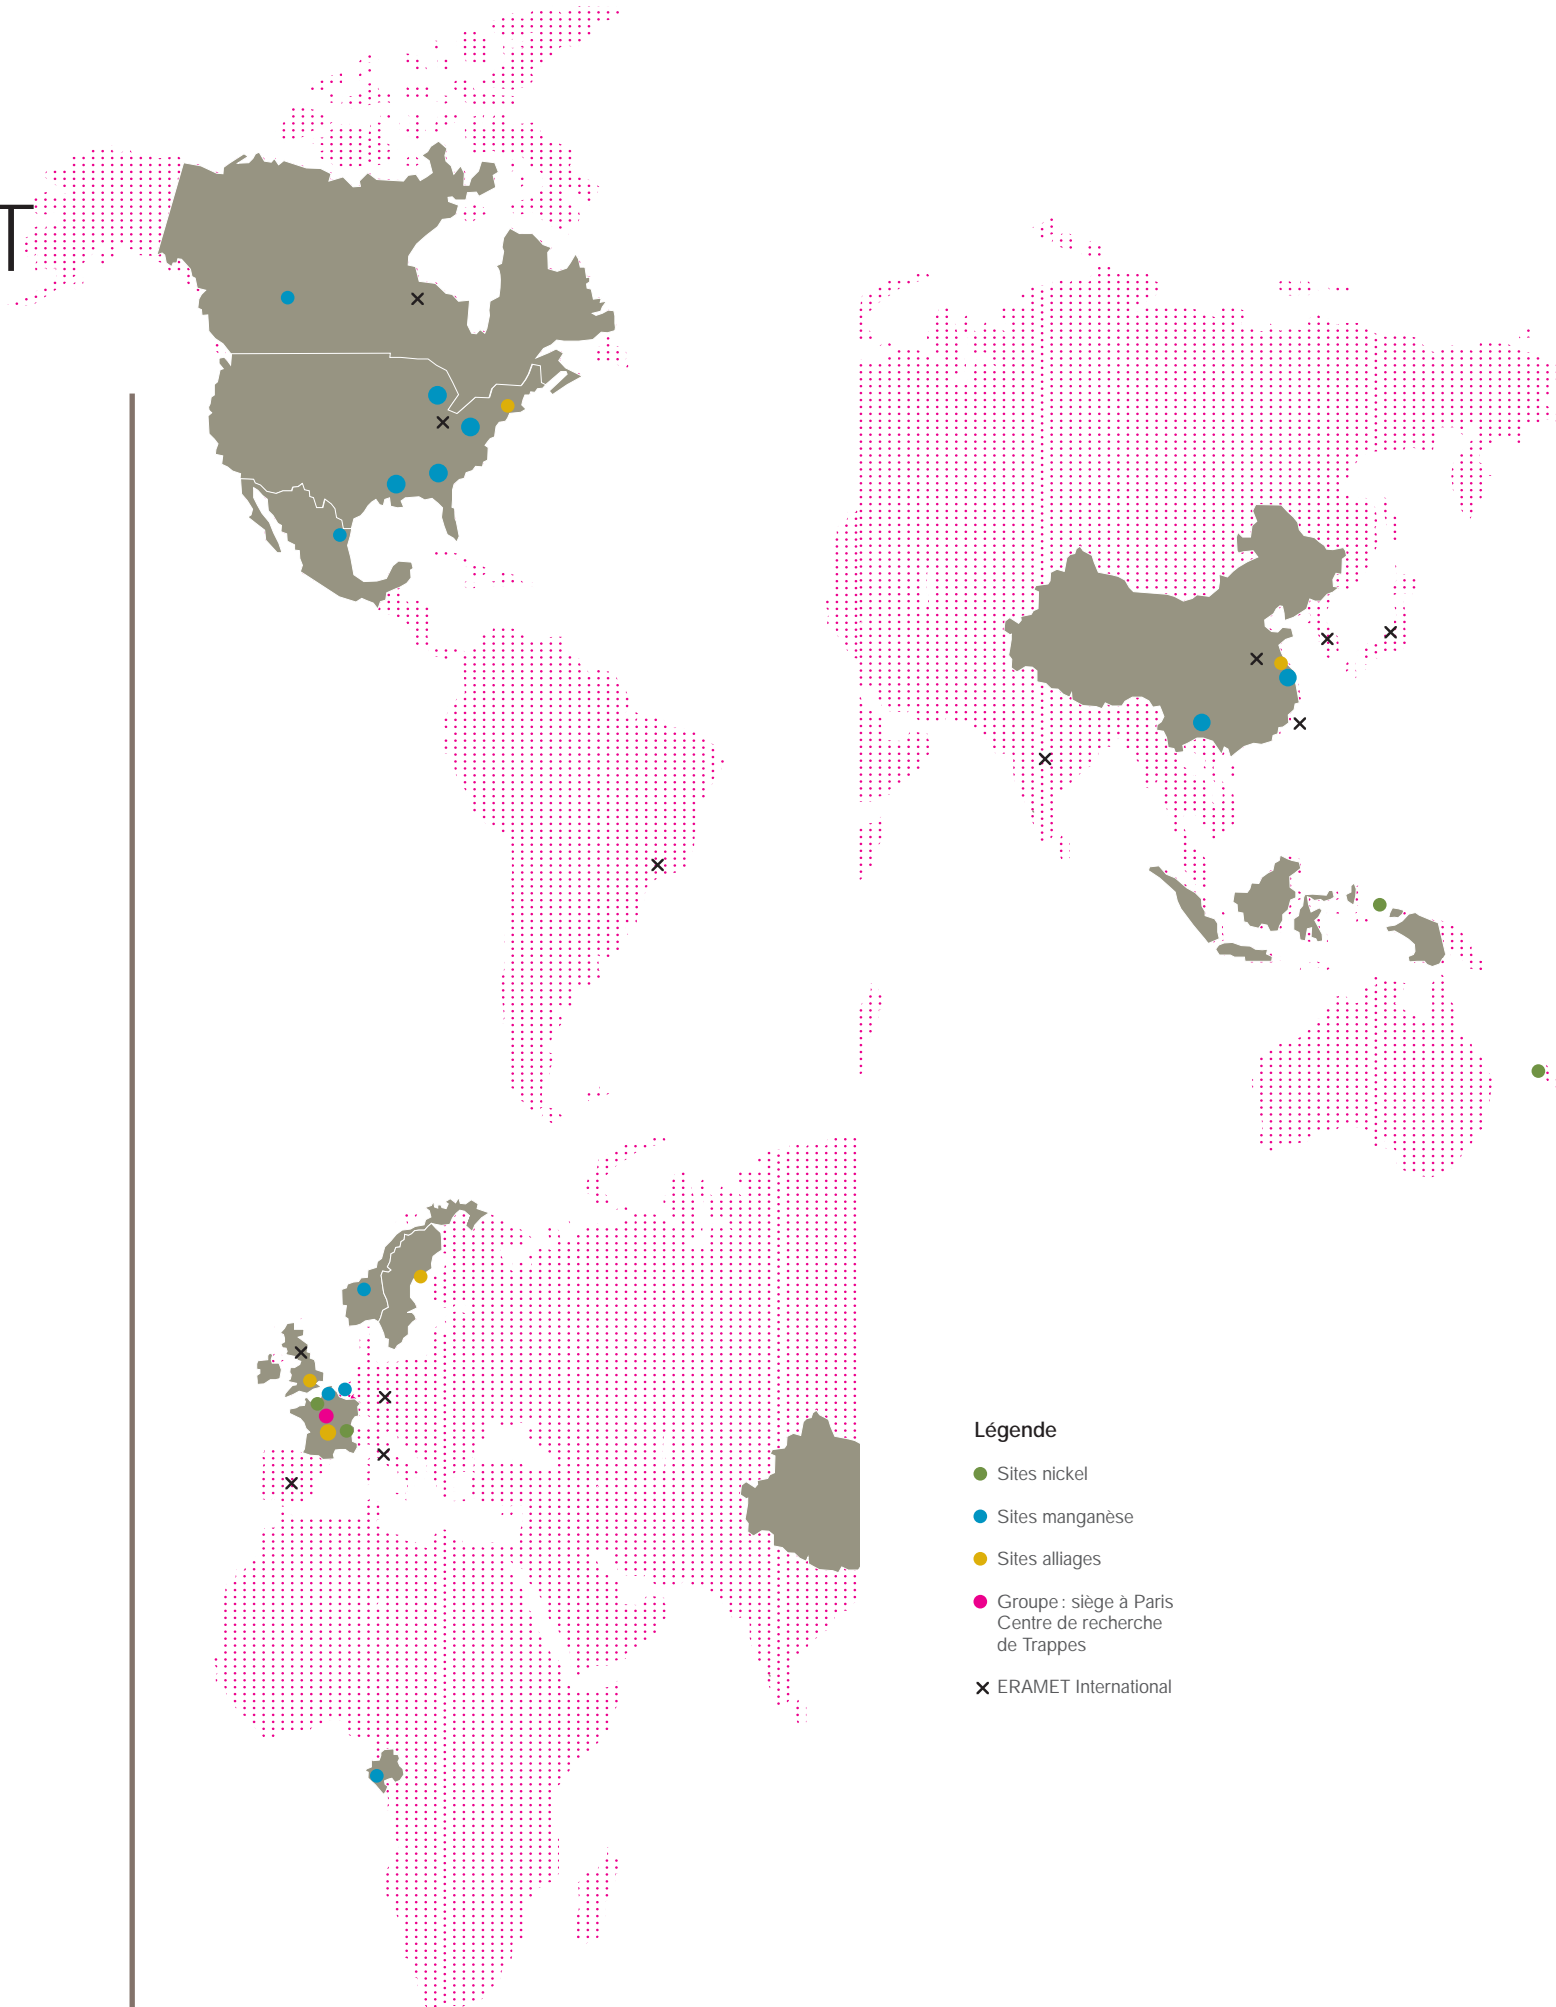 T
Légende
Sites nickel
Sites manganèse
Sites alliages
Groupe : siège à Paris
Centre de recherche
de Trappes
ERAMET International